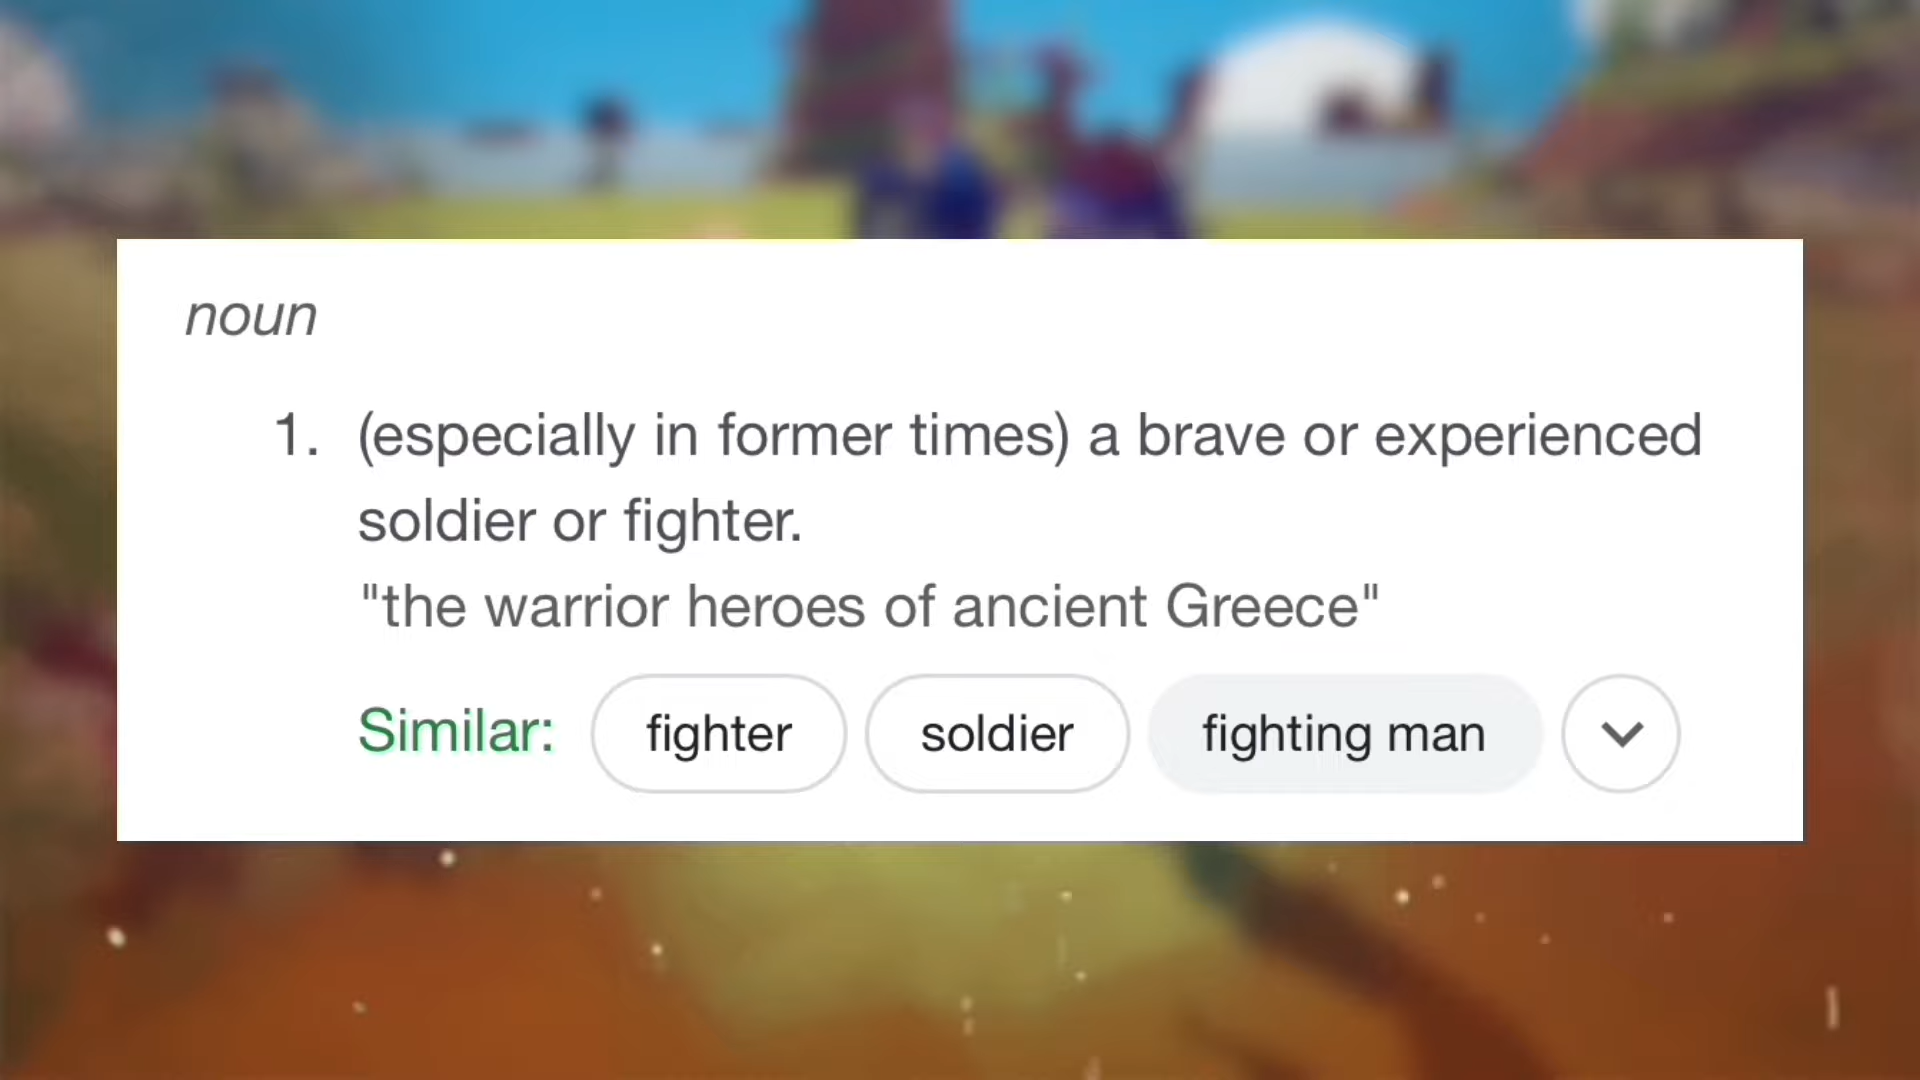 noun
1. (especially in former times) a brave or experienced
soldier or fighter.
"the warrior heroes of ancient Greece"
Similar: fighter soldier fighting man